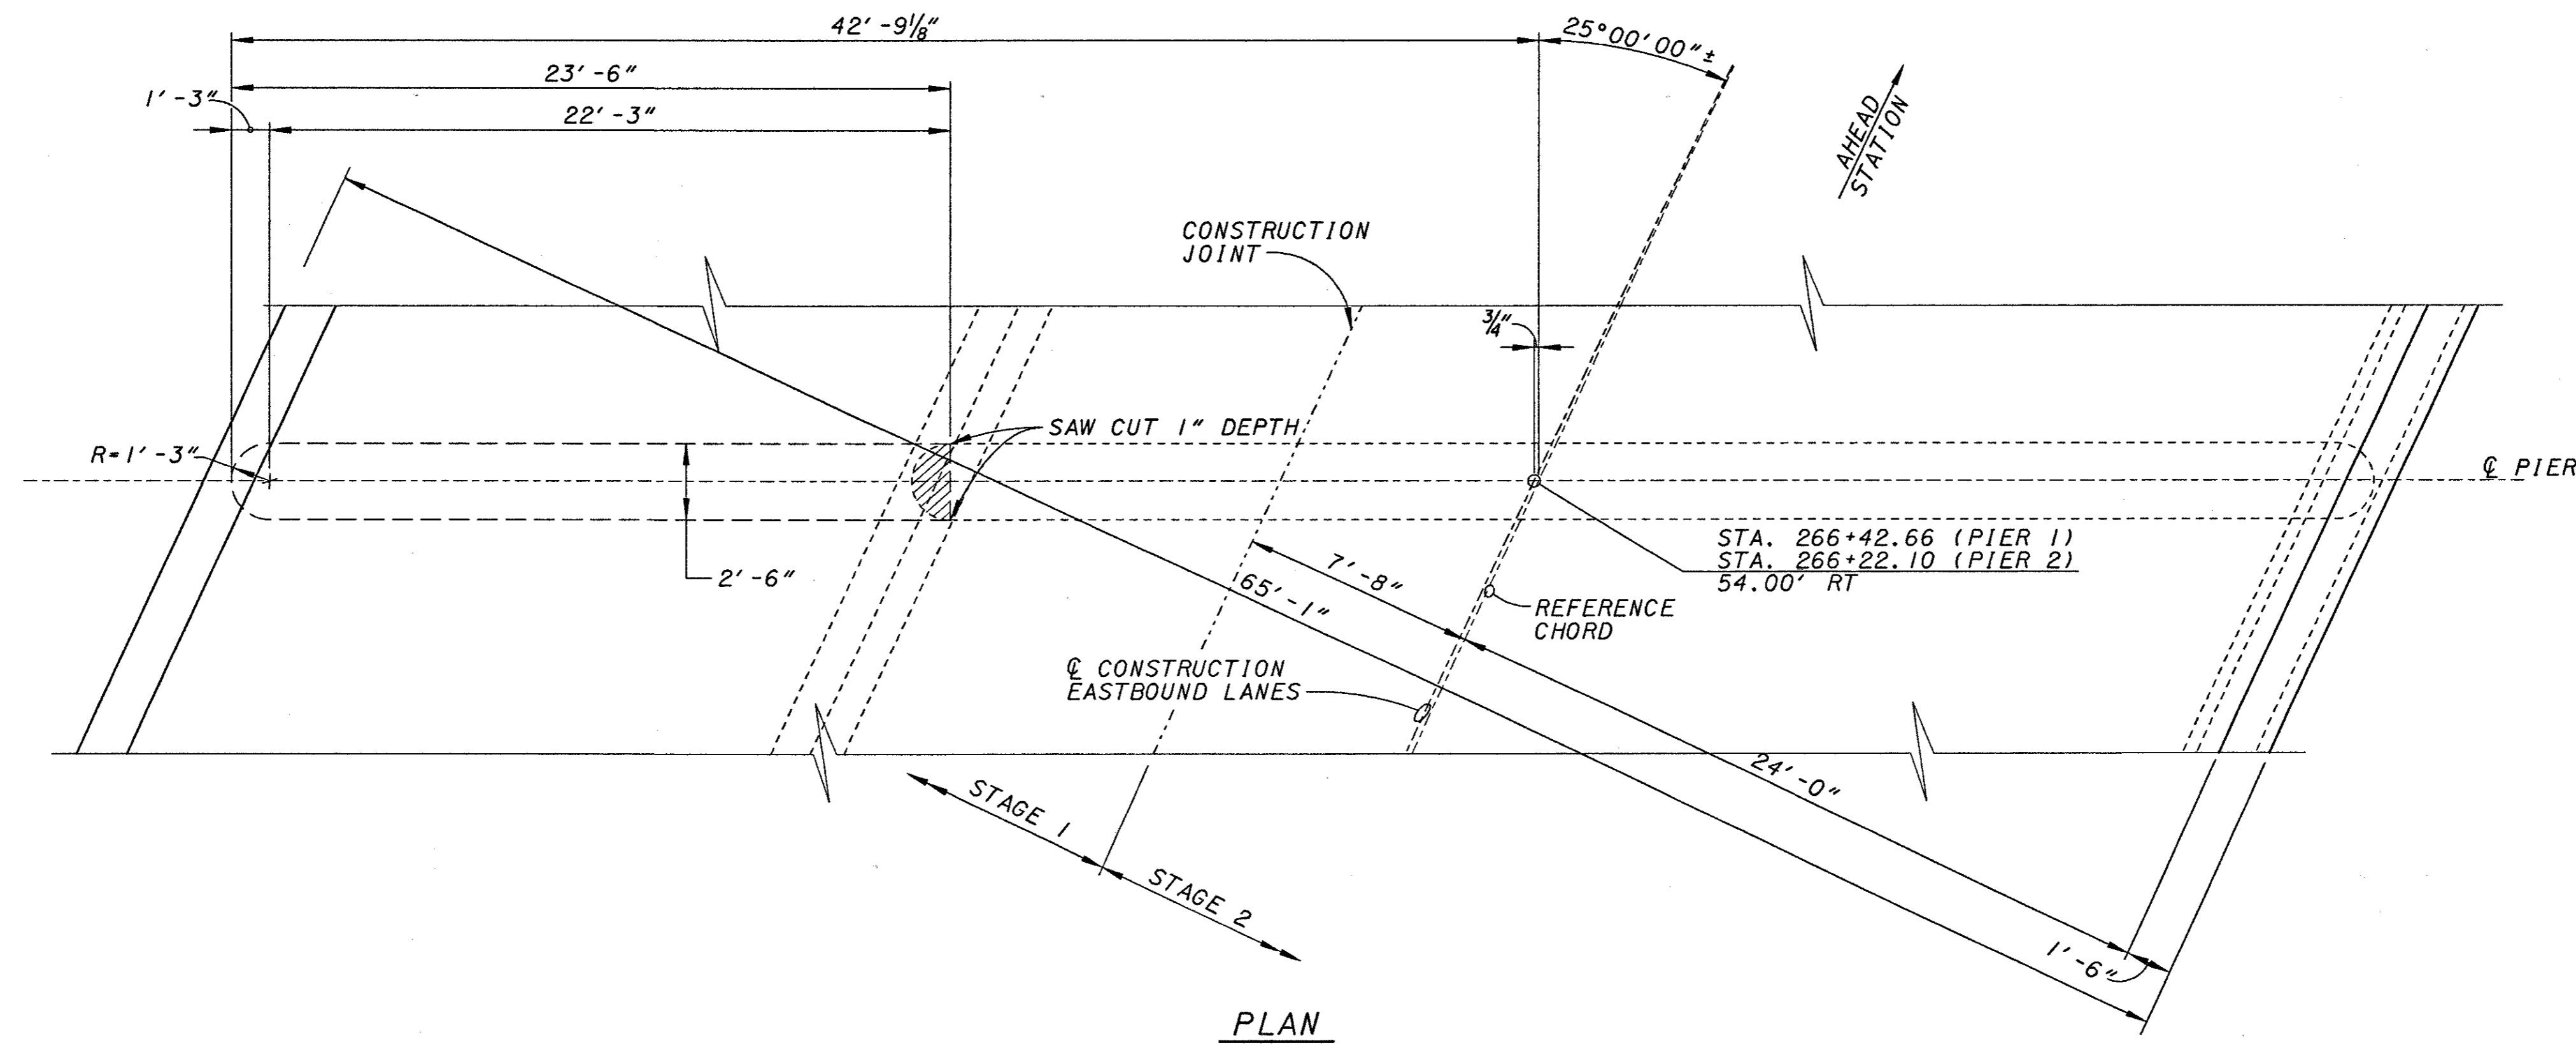 42'-9⅛"
25°00'00"±
23'-6"
1'-3"
22'-3"
AHEAD
STATION
CONSTRUCTION
JOINT
¾"
SAW CUT 1" DEPTH
R=1'-3"
℄ PIER
STA. 266+42.66 (PIER 1)
STA. 266+22.10 (PIER 2)
54.00' RT
7'-8"
2'-6"
65'-1"
REFERENCE
CHORD
℄ CONSTRUCTION
EASTBOUND LANES
24'-0"
STAGE 1
STAGE 2
1'-6"
PLAN